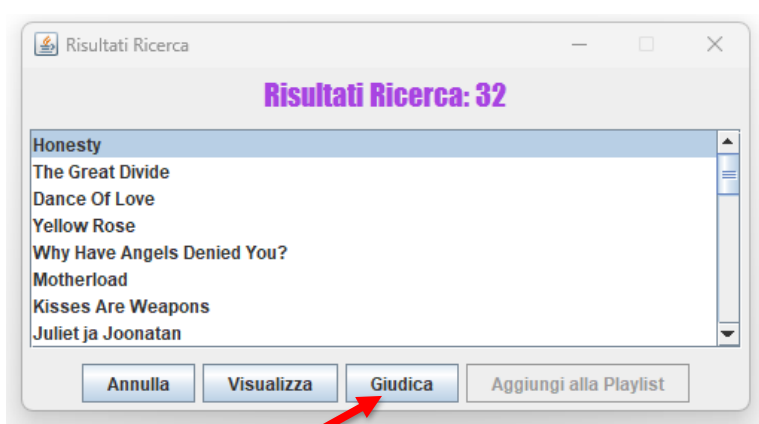 Risultati Ricerca
Risultati Ricerca: 32
Honesty
The Great Divide
Dance Of Love
Yellow Rose
Why Have Angels Denied You?
Motherload
Kisses Are Weapons
Juliet ja Joonatan
Annulla Visualizza Giudica Aggiungi alla Playlist